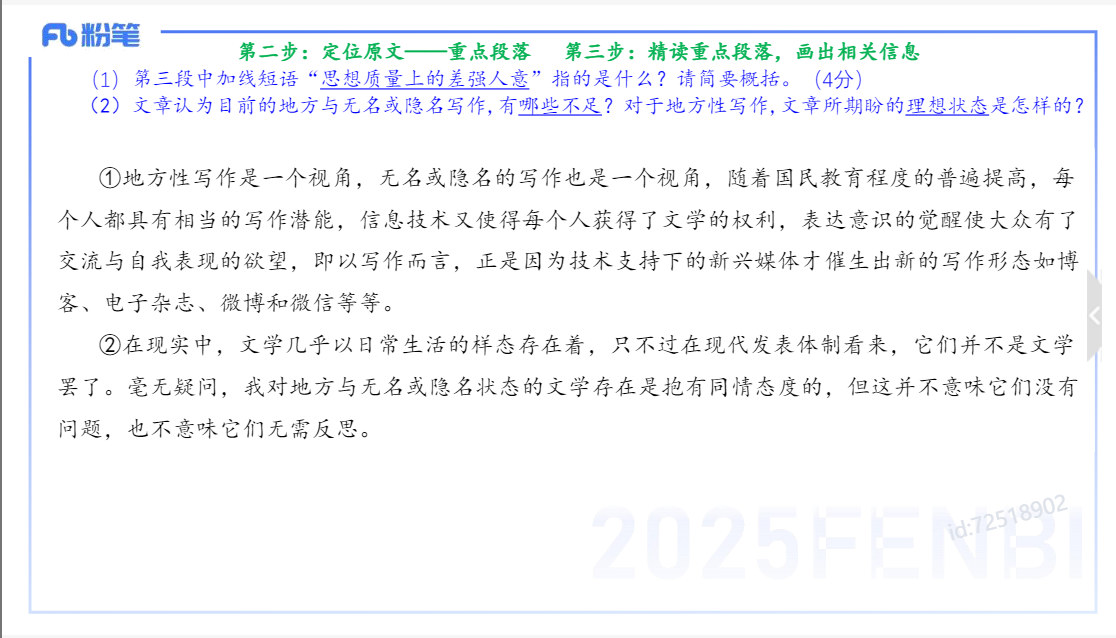 粉笔
第二步：定位原文——重点段落 第三步：精读重点段落，画出相关信息
（1）第三段中加线短语“思想质量上的差强人意”指的是什么？请简要概括。（4分）
（2）文章认为目前的地方与无名或隐名写作,有哪些不足？对于地方性写作,文章所期盼的理想状态是怎样的？
①地方性写作是一个视角，无名或隐名的写作也是一个视角，随着国民教育程度的普遍提高，每
个人都具有相当的写作潜能，信息技术又使得每个人获得了文学的权利，表达意识的觉醒使大众有了
交流与自我表现的欲望，即以写作而言，正是因为技术支持下的新兴媒体才催生出新的写作形态如博
客、电子杂志、微博和微信等等。
②在现实中，文学几乎以日常生活的样态存在着，只不过在现代发表体制看来，它们并不是文学
罢了。毫无疑问，我对地方与无名或隐名状态的文学存在是抱有同情态度的，但这并不意味它们没有
问题，也不意味它们无需反思。
id:72518902
2025FENBI